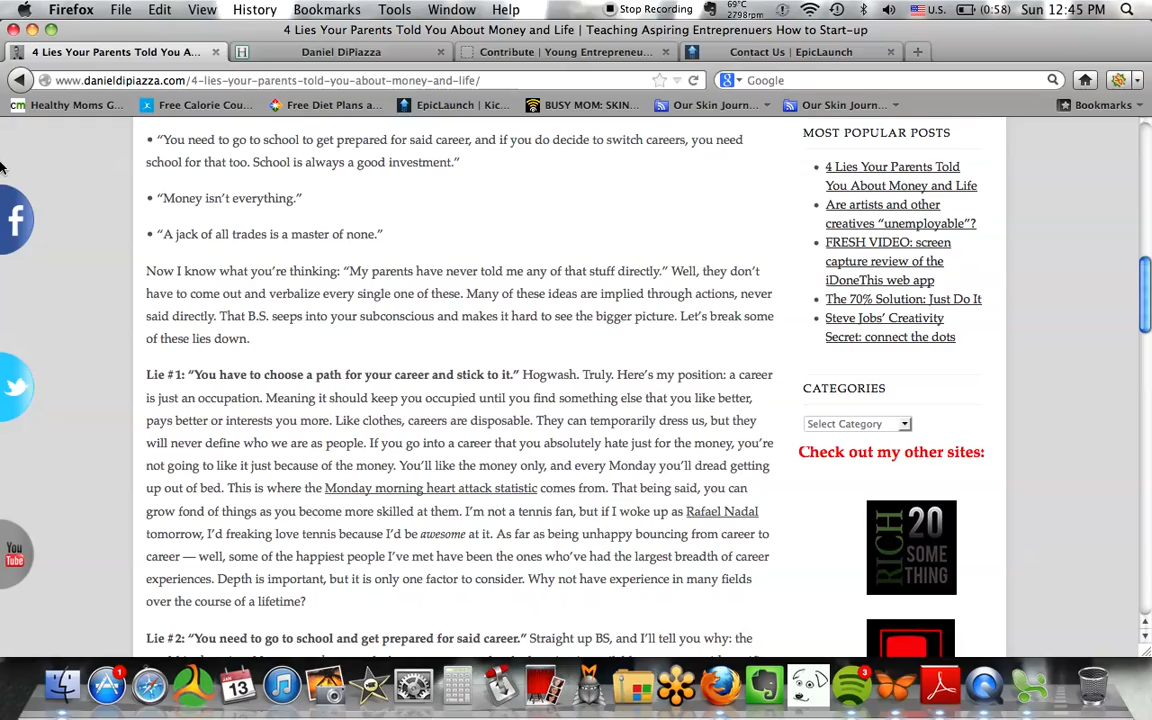 Firefox File Edit View History Bookmarks Tools Window Help Stop Recording 69°C 2798rpm U.S. (0:58) Sun 12:45 PM
4 Lies Your Parents Told You About Money and Life | Teaching Aspiring Entreprenuers How to Start-up
4 Lies Your Parents Told You A... Daniel DiPiazza Contribute | Young Entrepreneu... Contact Us | EpicLaunch
www.danieldipiazza.com/4-lies-your-parents-told-you-about-money-and-life/ Google
cm Healthy Moms G... Free Calorie Cou... Free Diet Plans a... EpicLaunch | Kic... BUSY MOM: SKIN... Our Skin Journ... Our Skin Journ... Bookmarks
• “You need to go to school to get prepared for said career, and if you do decide to switch careers, you need
school for that too. School is always a good investment.”
• “Money isn’t everything.”
• “A jack of all trades is a master of none.”
Now I know what you’re thinking: “My parents have never told me any of that stuff directly.” Well, they don’t
have to come out and verbalize every single one of these. Many of these ideas are implied through actions, never
said directly. That B.S. seeps into your subconscious and makes it hard to see the bigger picture. Let’s break some
of these lies down.
Lie #1: “You have to choose a path for your career and stick to it.” Hogwash. Truly. Here’s my position: a career
is just an occupation. Meaning it should keep you occupied until you find something else that you like better,
pays better or interests you more. Like clothes, careers are disposable. They can temporarily dress us, but they
will never define who we are as people. If you go into a career that you absolutely hate just for the money, you’re
not going to like it just because of the money. You’ll like the money only, and every Monday you’ll dread getting
up out of bed. This is where the Monday morning heart attack statistic comes from. That being said, you can
grow fond of things as you become more skilled at them. I’m not a tennis fan, but if I woke up as Rafael Nadal
tomorrow, I’d freaking love tennis because I’d be awesome at it. As far as being unhappy bouncing from career to
career — well, some of the happiest people I’ve met have been the ones who’ve had the largest breadth of career
experiences. Depth is important, but it is only one factor to consider. Why not have experience in many fields
over the course of a lifetime?
Lie #2: “You need to go to school and get prepared for said career.” Straight up BS, and I’ll tell you why: the
MOST POPULAR POSTS
4 Lies Your Parents Told
You About Money and Life
Are artists and other
creatives “unemployable”?
FRESH VIDEO: screen
capture review of the
iDoneThis web app
The 70% Solution: Just Do It
Steve Jobs’ Creativity
Secret: connect the dots
CATEGORIES
Select Category
Check out my other sites:
RICH 20
SOME
THING
You
Tube
1
JAN
13
3